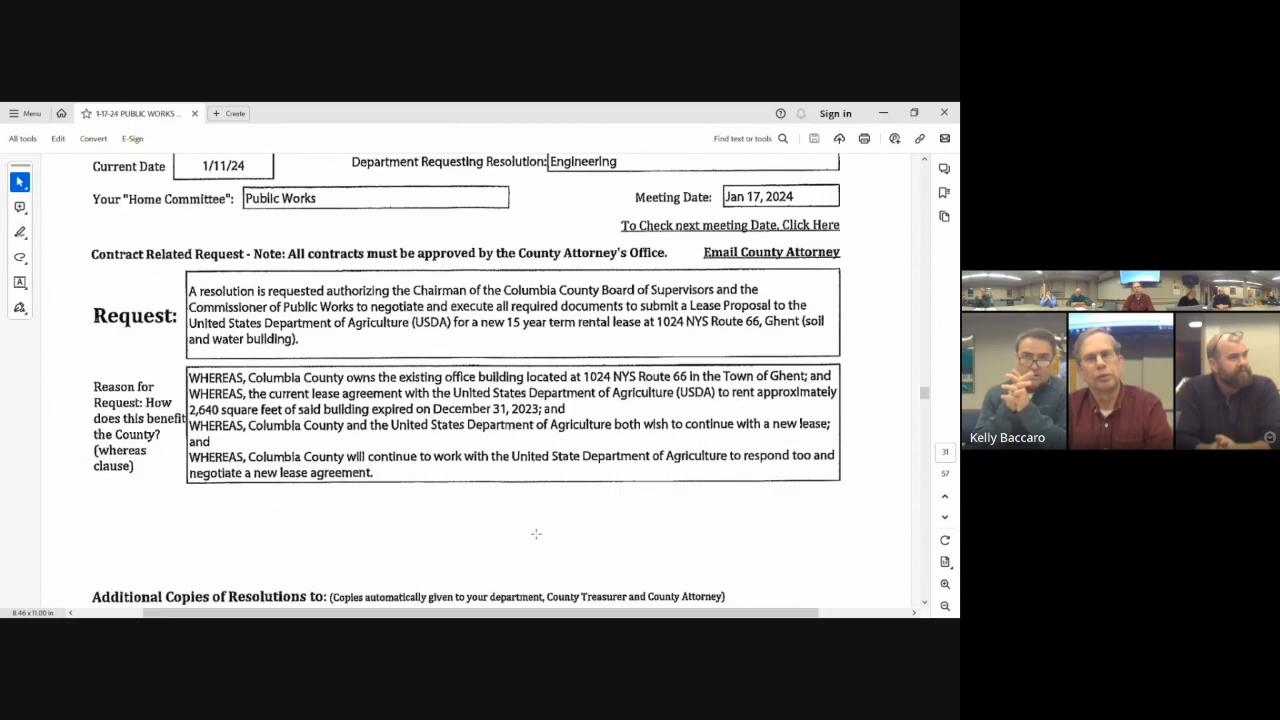 Menu
1-17-24 PUBLIC WORKS ...
Create
Sign in
All tools
Edit
Convert
E-Sign
Find text or tools
Current Date
1/11/24
Department Requesting Resolution:
Engineering
Your "Home Committee":
Public Works
Meeting Date:
Jan 17, 2024
To Check next meeting Date, Click Here
Contract Related Request - Note: All contracts must be approved by the County Attorney's Office.
Email County Attorney
Request:
A resolution is requested authorizing the Chairman of the Columbia County Board of Supervisors and the
Commissioner of Public Works to negotiate and execute all required documents to submit a Lease Proposal to the
United States Department of Agriculture (USDA) for a new 15 year term rental lease at 1024 NYS Route 66, Ghent (soil
and water building).
Reason for
Request: How
does this benefit
the County?
(whereas
clause)
WHEREAS, Columbia County owns the existing office building located at 1024 NYS Route 66 in the Town of Ghent; and
WHEREAS, the current lease agreement with the United States Department of Agriculture (USDA) to rent approximately
2,640 square feet of said building expired on December 31, 2023; and
WHEREAS, Columbia County and the United States Department of Agriculture both wish to continue with a new lease;
and
WHEREAS, Columbia County will continue to work with the United State Department of Agriculture to respond too and
negotiate a new lease agreement.
Additional Copies of Resolutions to: (Copies automatically given to your department, County Treasurer and County Attorney)
8.46 x 11.00 in
31
57
Kelly Baccaro